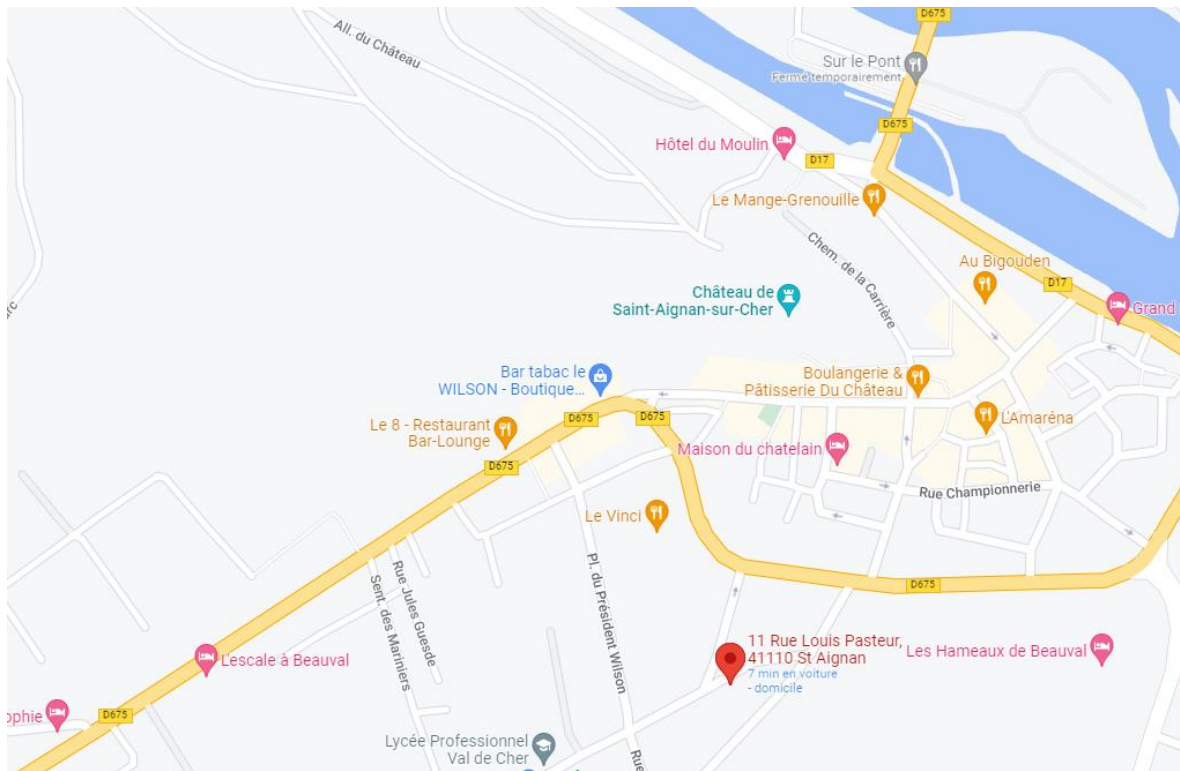 D675
All. du Château
Sur le Pont
Fermé temporairement
D675
Hôtel du Moulin
D17
Le Mange-Grenouille
Chem. de la Carrière
Au Bigouden
D17
Château de
Saint-Aignan-sur-Cher
Grand
Bar tabac le
WILSON - Boutique...
Boulangerie &
Pâtisserie Du Château
Le 8 - Restaurant
Bar-Lounge
D675
D675
L'Amaréna
Maison du chatelain
D675
Rue Championnerie
Le Vinci
Pl. du Président Wilson
Rue Jules Guesde
Sent. des Mariniers
D675
11 Rue Louis Pasteur,
41110 St Aignan
7 min en voiture
- domicile
Les Hameaux de Beauval
L'escale à Beauval
ophie
D675
Lycée Professionnel
Val de Cher
Rue